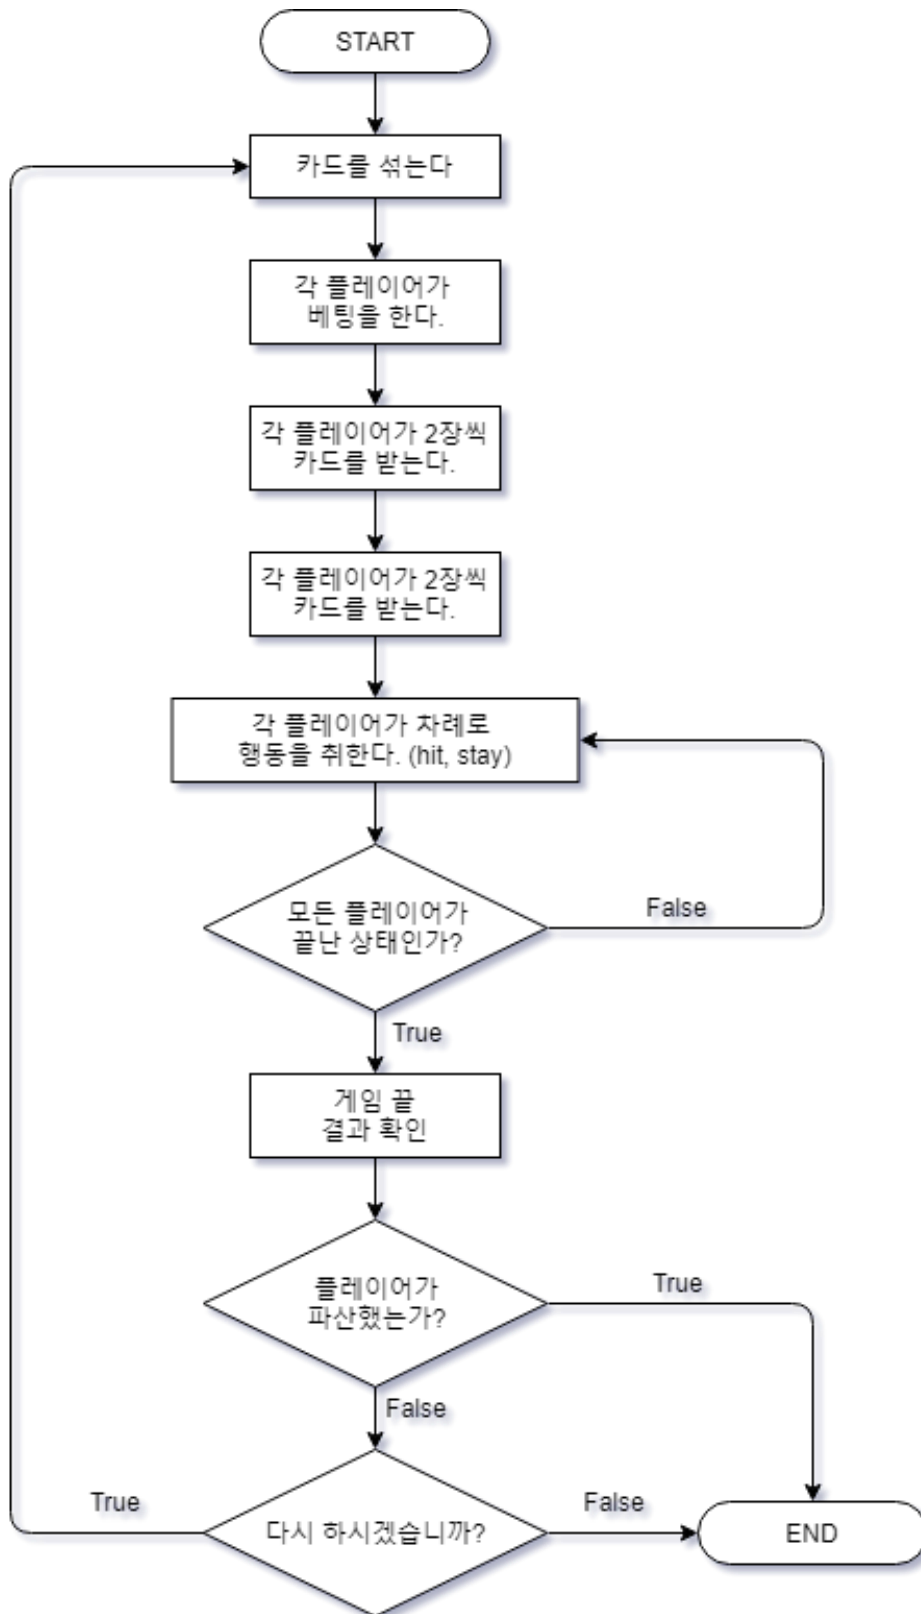 START
카드를 섞는다
각 플레이어가
베팅을 한다.
각 플레이어가 2장씩
카드를 받는다.
각 플레이어가 2장씩
카드를 받는다.
각 플레이어가 차례로
행동을 취한다. (hit, stay)
모든 플레이어가
끝난 상태인가?
False
True
게임 끝
결과 확인
플레이어가
파산했는가?
True
False
다시 하시겠습니까?
True
False
END